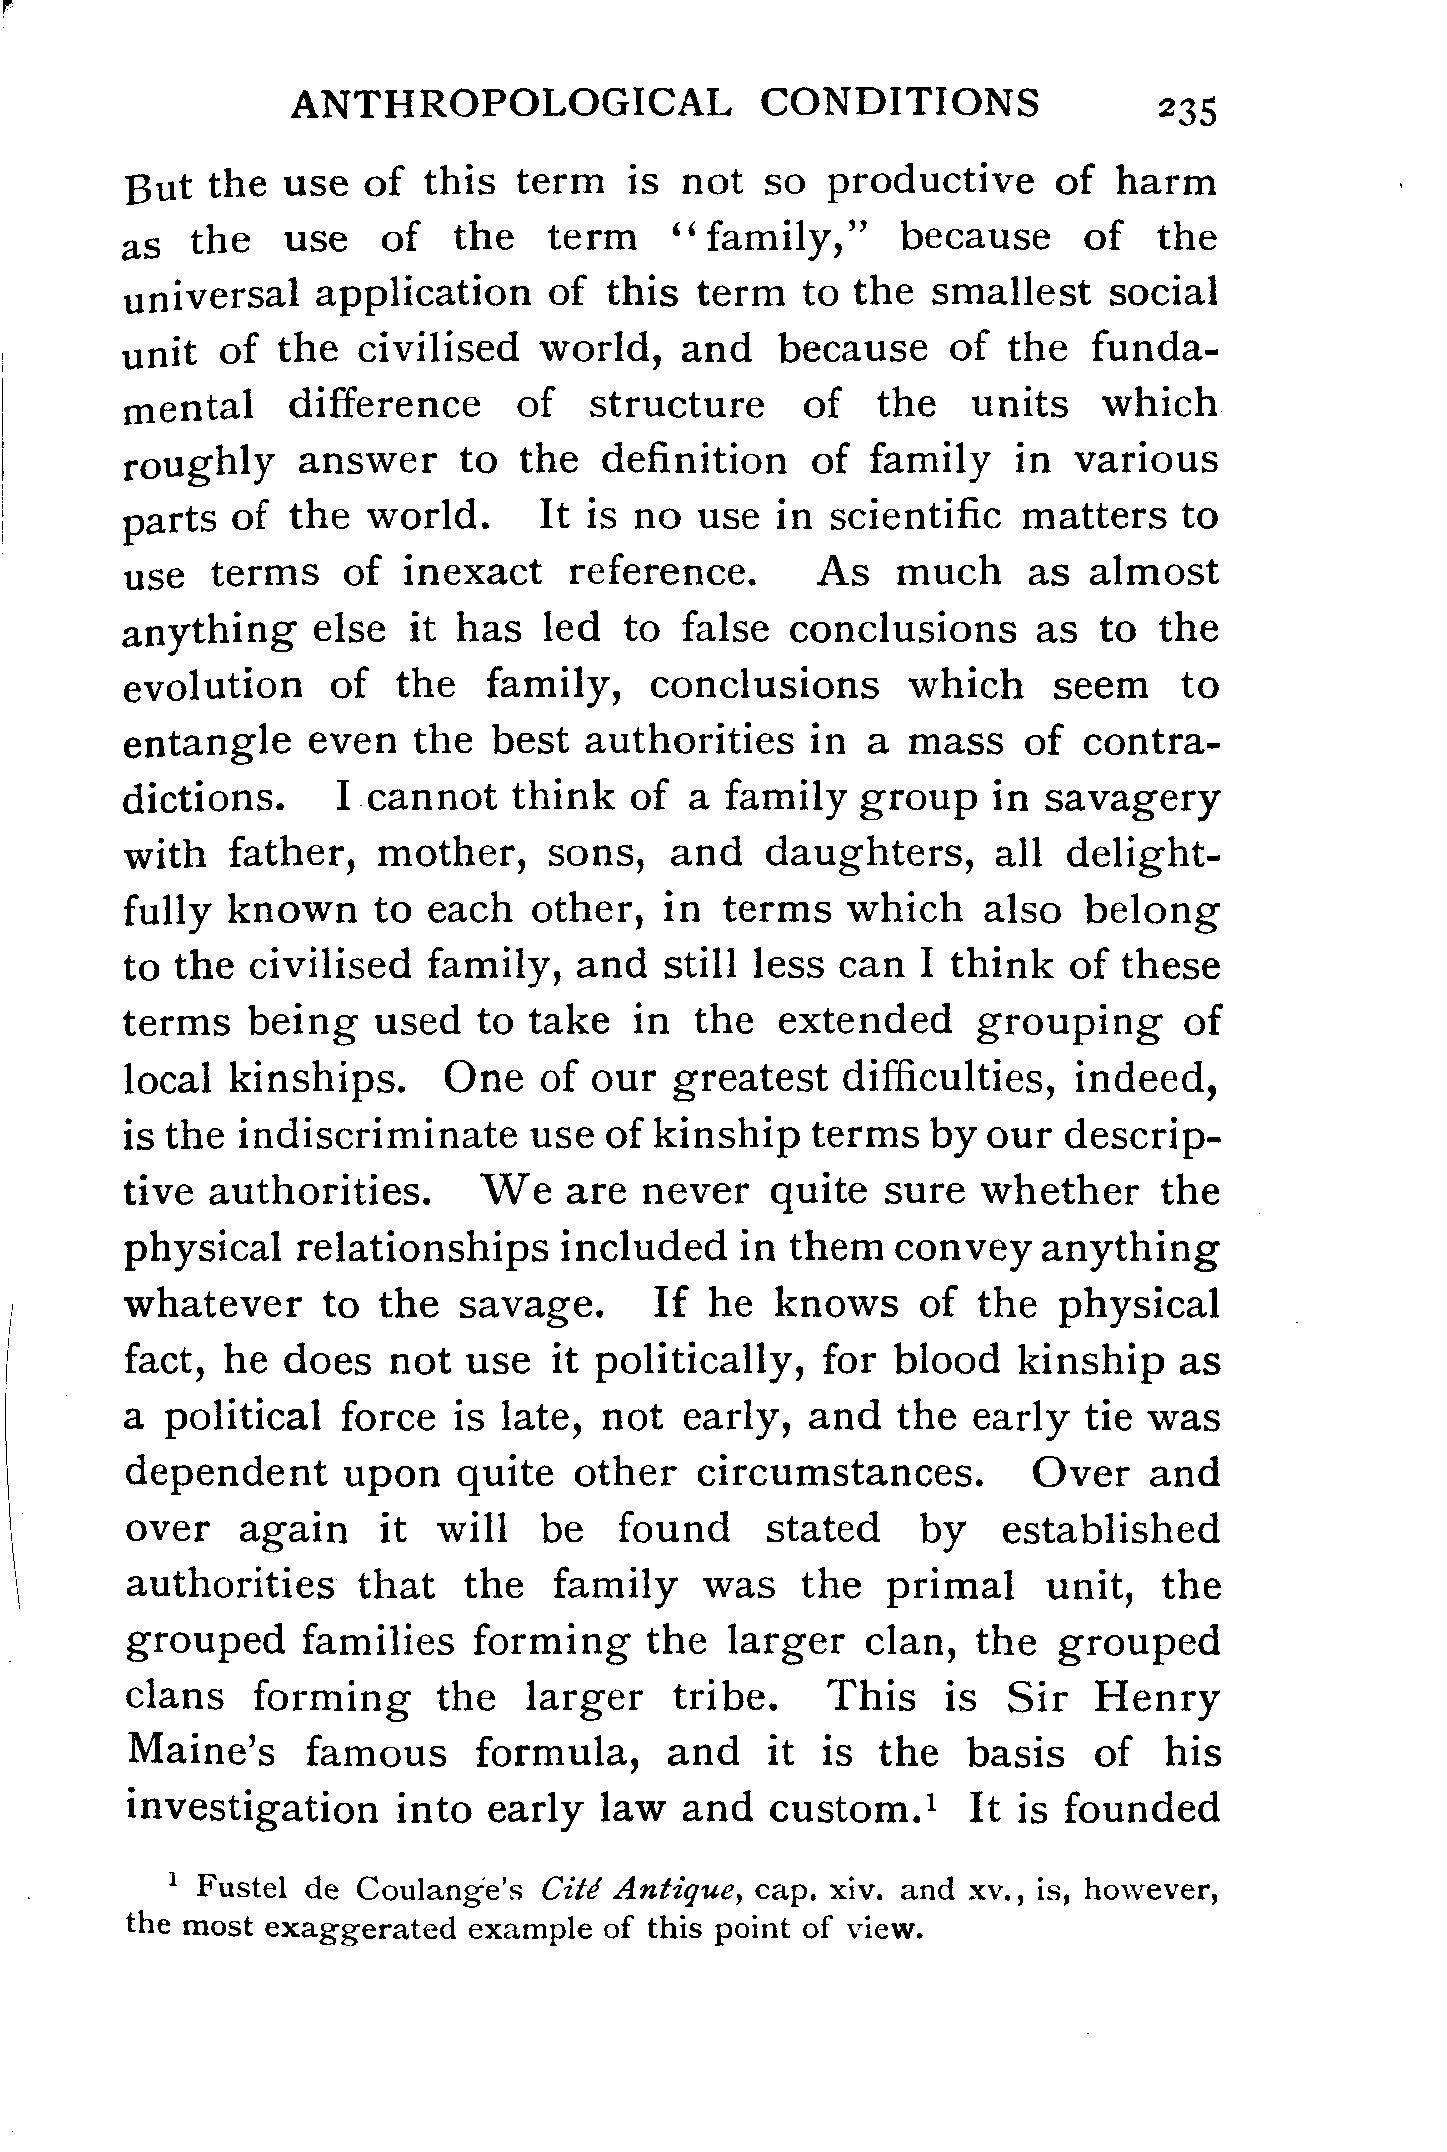 ANTHROPOLOGICAL CONDITIONS 235
But the use of this term is not so productive of harm
as the use of the term “family,” because of the
universal application of this term to the smallest social
unit of the civilised world, and because of the funda-
mental difference of structure of the units which
roughly answer to the definition of family in various
parts of the world. It is no use in scientific matters to
use terms of inexact reference. As much as almost
anything else it has led to false conclusions as to the
evolution of the family, conclusions which seem to
entangle even the best authorities in a mass of contra-
dictions. I cannot think of a family group in savagery
with father, mother, sons, and daughters, all delight-
fully known to each other, in terms which also belong
to the civilised family, and still less can I think of these
terms being used to take in the extended grouping of
local kinships. One of our greatest difficulties, indeed,
is the indiscriminate use of kinship terms by our descrip-
tive authorities. We are never quite sure whether the
physical relationships included in them convey anything
whatever to the savage. If he knows of the physical
fact, he does not use it politically, for blood kinship as
a political force is late, not early, and the early tie was
dependent upon quite other circumstances. Over and
over again it will be found stated by established
authorities that the family was the primal unit, the
grouped families forming the larger clan, the grouped
clans forming the larger tribe. This is Sir Henry
Maine’s famous formula, and it is the basis of his
investigation into early law and custom.¹ It is founded
¹ Fustel de Coulange’s Cité Antique, cap. xiv. and xv., is, however,
the most exaggerated example of this point of view.